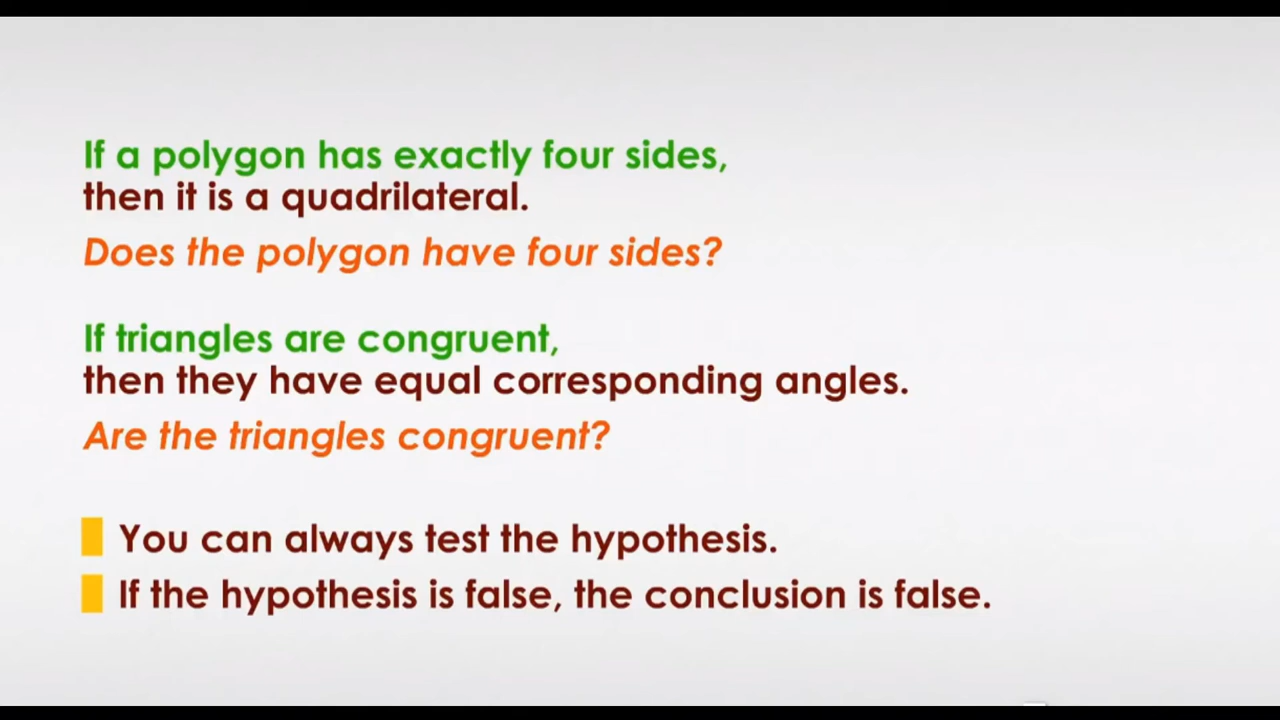 If a polygon has exactly four sides,
then it is a quadrilateral.
Does the polygon have four sides?
If triangles are congruent,
then they have equal corresponding angles.
Are the triangles congruent?
You can always test the hypothesis.
If the hypothesis is false, the conclusion is false.